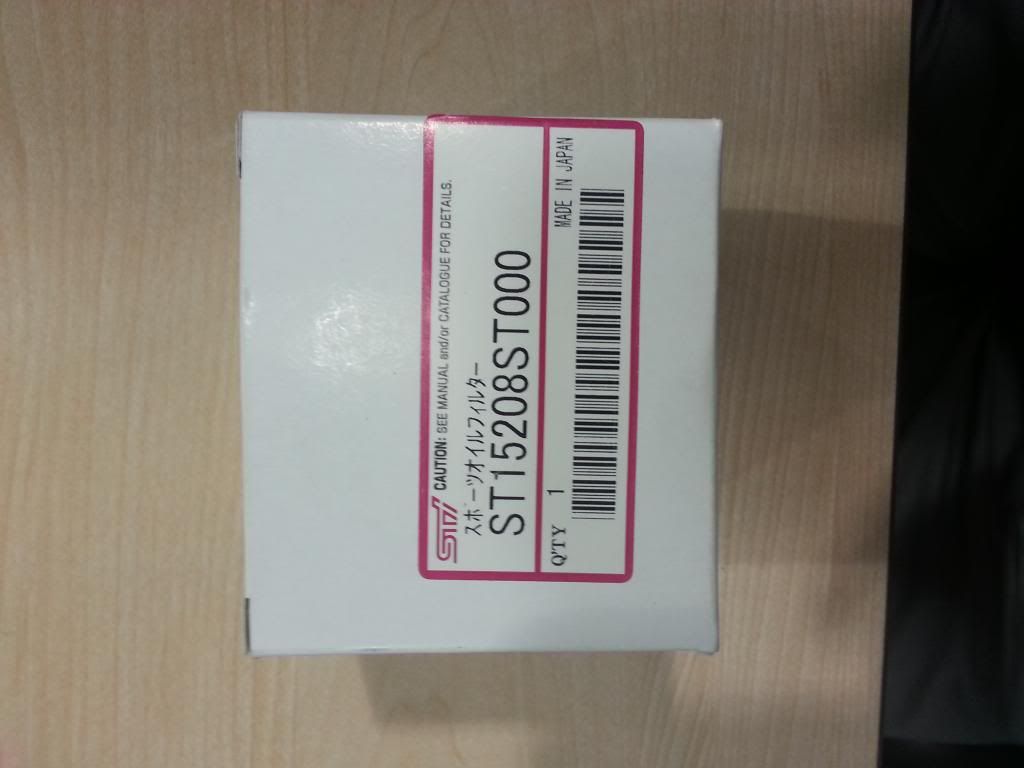 STi CAUTION: SEE MANUAL and/or CATALOGUE FOR DETAILS.
スポーツオイルフィルター
ST15208ST000
Q'TY 1 MADE IN JAPAN